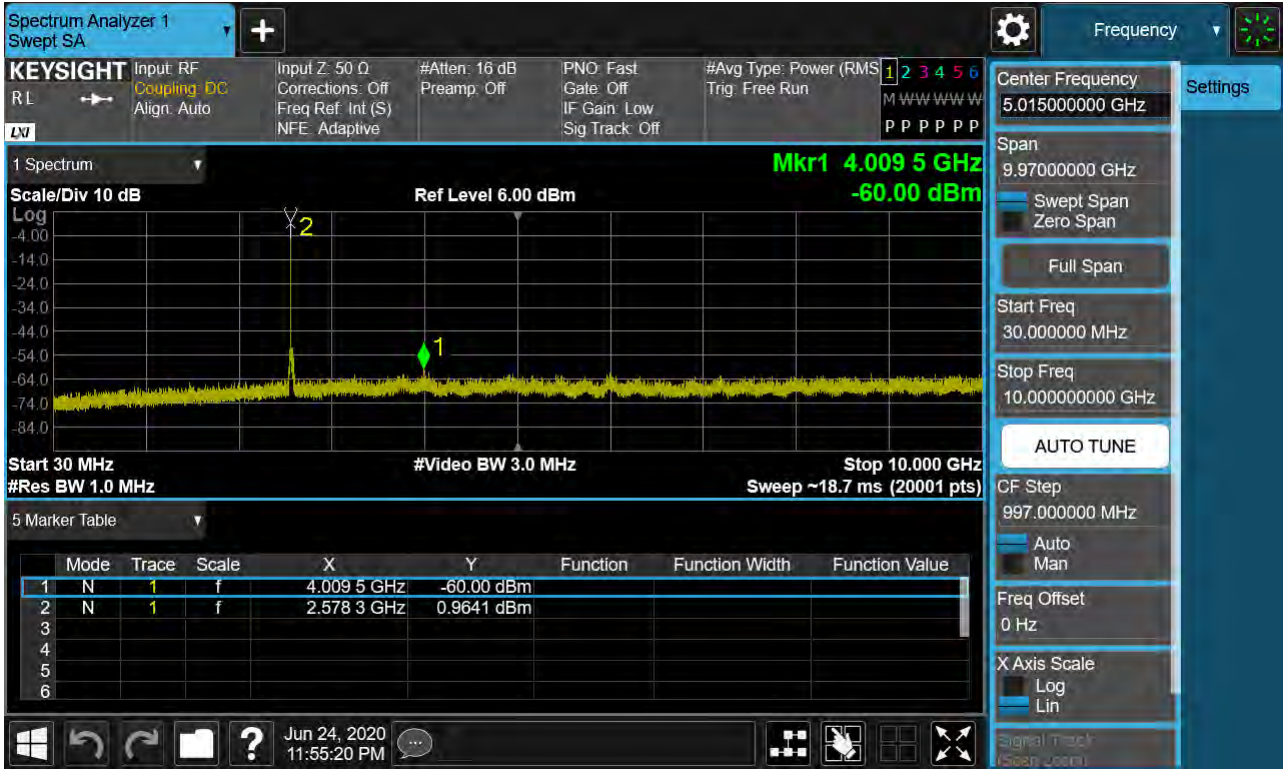 Spectrum Analyzer 1
Swept SA
+
Frequency
KEYSIGHT
RL
LXI
Input: RF
Coupling: DC
Align: Auto
Input Z: 50 Ω
Corrections: Off
Freq Ref: Int (S)
NFE: Adaptive
#Atten: 16 dB
Preamp: Off
PNO: Fast
Gate: Off
IF Gain: Low
Sig Track: Off
#Avg Type: Power (RMS
Trig: Free Run
1 2 3 4 5 6
M W W W W W
P P P P P P
Center Frequency
5.015000000 GHz
Settings
1 Spectrum
Mkr1 4.009 5 GHz
Scale/Div 10 dB
Ref Level 6.00 dBm
-60.00 dBm
Log
-4.00
-14.0
-24.0
-34.0
-44.0
-54.0
-64.0
-74.0
-84.0
2
1
Start 30 MHz
#Video BW 3.0 MHz
Stop 10.000 GHz
#Res BW 1.0 MHz
Sweep ~18.7 ms (20001 pts)
Span
9.97000000 GHz
Swept Span
Zero Span
Full Span
Start Freq
30.000000 MHz
Stop Freq
10.000000000 GHz
AUTO TUNE
CF Step
997.000000 MHz
Auto
Man
Freq Offset
0 Hz
X Axis Scale
Log
Lin
Signal Track
(Span Zoom)
5 Marker Table
Mode Trace Scale X Y Function Function Width Function Value
1 N 1 f 4.009 5 GHz -60.00 dBm
2 N 1 f 2.578 3 GHz 0.9641 dBm
3
4
5
6
?
Jun 24, 2020
11:55:20 PM